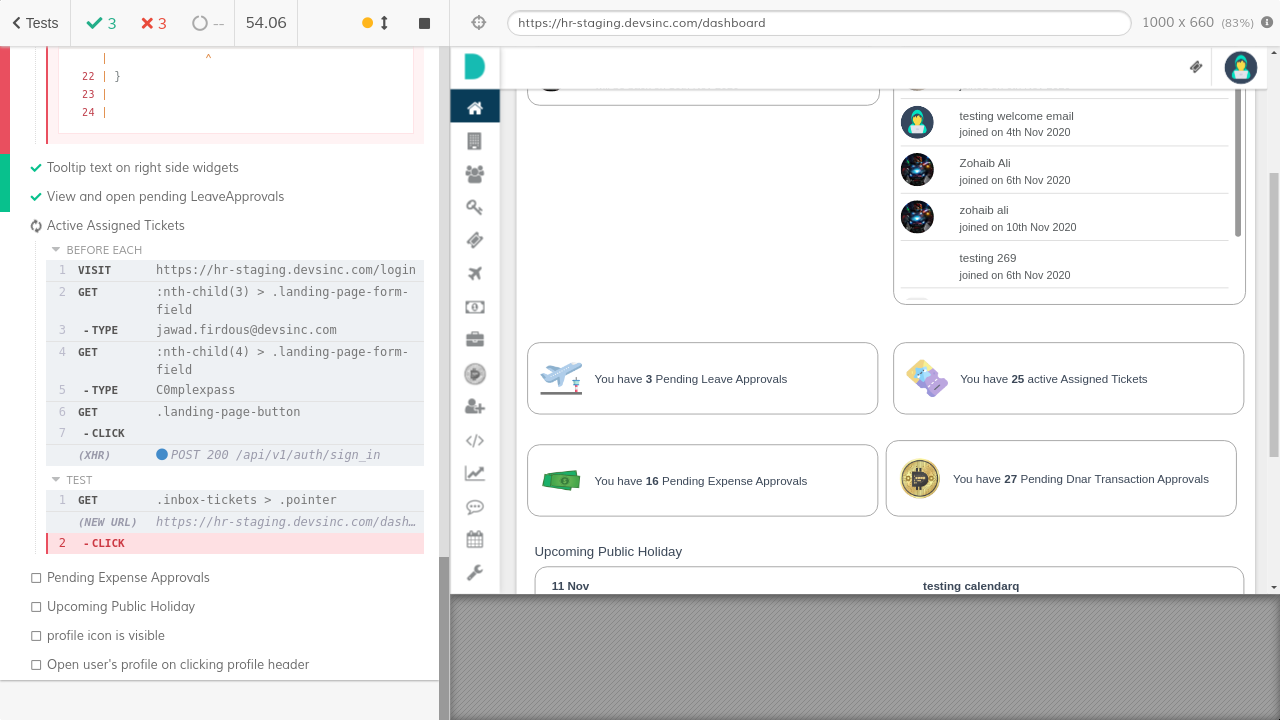 Tests
3
3
--
54.06
https://hr-staging.devsinc.com/dashboard
1000 x 660 (83%)
^
22 }
23
24
Tooltip text on right side widgets
View and open pending LeaveApprovals
Active Assigned Tickets
BEFORE EACH
1 VISIT https://hr-staging.devsinc.com/login
2 GET :nth-child(3) > .landing-page-form-
field
3 -TYPE jawad.firdous@devsinc.com
4 GET :nth-child(4) > .landing-page-form-
field
5 -TYPE C0mplexpass
6 GET .landing-page-button
7 -CLICK
(XHR) POST 200 /api/v1/auth/sign_in
TEST
1 GET .inbox-tickets > .pointer
(NEW URL) https://hr-staging.devsinc.com/dash…
2 -CLICK
Pending Expense Approvals
Upcoming Public Holiday
profile icon is visible
Open user's profile on clicking profile header
testing welcome email
joined on 4th Nov 2020
Zohaib Ali
joined on 6th Nov 2020
zohaib ali
joined on 10th Nov 2020
testing 269
joined on 6th Nov 2020
You have 3 Pending Leave Approvals
You have 25 active Assigned Tickets
You have 16 Pending Expense Approvals
You have 27 Pending Dnar Transaction Approvals
Upcoming Public Holiday
11 Nov
testing calendarq